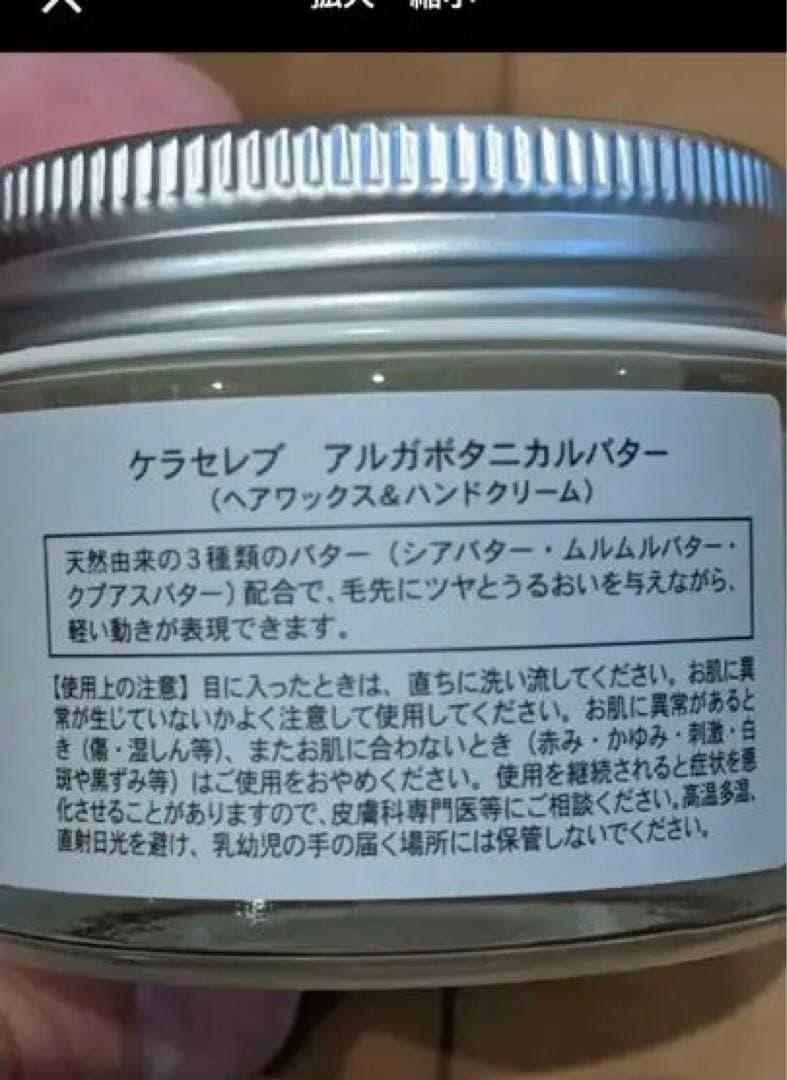 拡大・縮小
ケラセレブ アルガボタニカルバター
(ヘアワックス&ハンドクリーム)
天然由来の3種類のバター(シアバター・ムルムルバター・
クプアスバター)配合で、毛先にツヤとうるおいを与えながら、
軽い動きが表現できます。
【使用上の注意】目に入ったときは、直ちに洗い流してください。お肌に異
常が生じていないかよく注意して使用してください。お肌に異常があると
き(傷・湿しん等)、またお肌に合わないとき(赤み・かゆみ・刺激・白
斑や黒ずみ等)はご使用をおやめください。使用を継続されると症状を悪
化させることがありますので、皮膚科専門医等にご相談ください。高温多湿、
直射日光を避け、乳幼児の手の届く場所には保管しないでください。